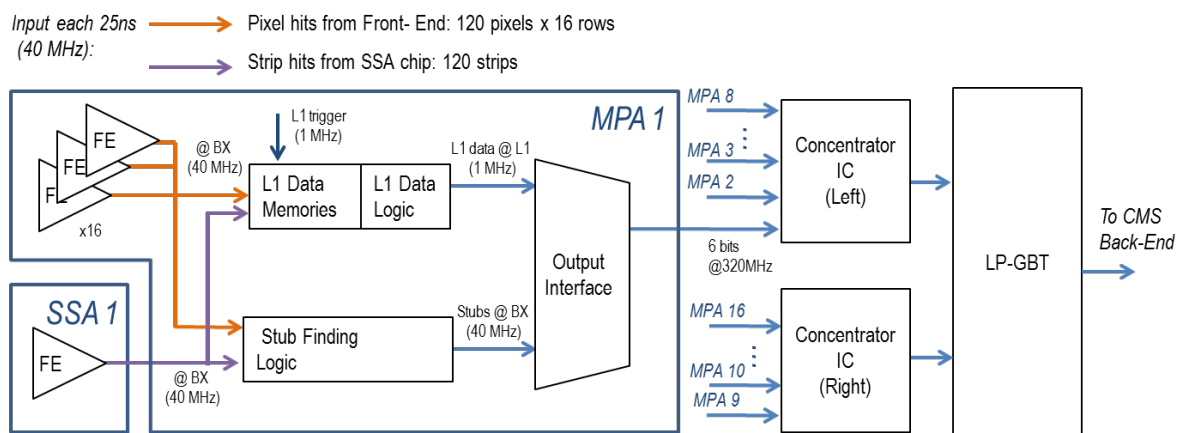 Input each 25ns
(40 MHz):
Pixel hits from Front- End: 120 pixels x 16 rows
Strip hits from SSA chip: 120 strips
FE
FE
x16
@ BX
(40 MHz)
L1 trigger
(1 MHz)
MPA 1
L1 Data
Memories
L1 Data
Logic
L1 data @ L1
(1 MHz)
Output
Interface
SSA 1
FE
@ BX
(40 MHz)
Stub Finding
Logic
Stubs @ BX
(40 MHz)
6 bits
@320MHz
MPA 8
MPA 3
MPA 2
Concentrator
IC
(Left)
MPA 16
MPA 10
MPA 9
Concentrator
IC
(Right)
LP-GBT
To CMS
Back-End